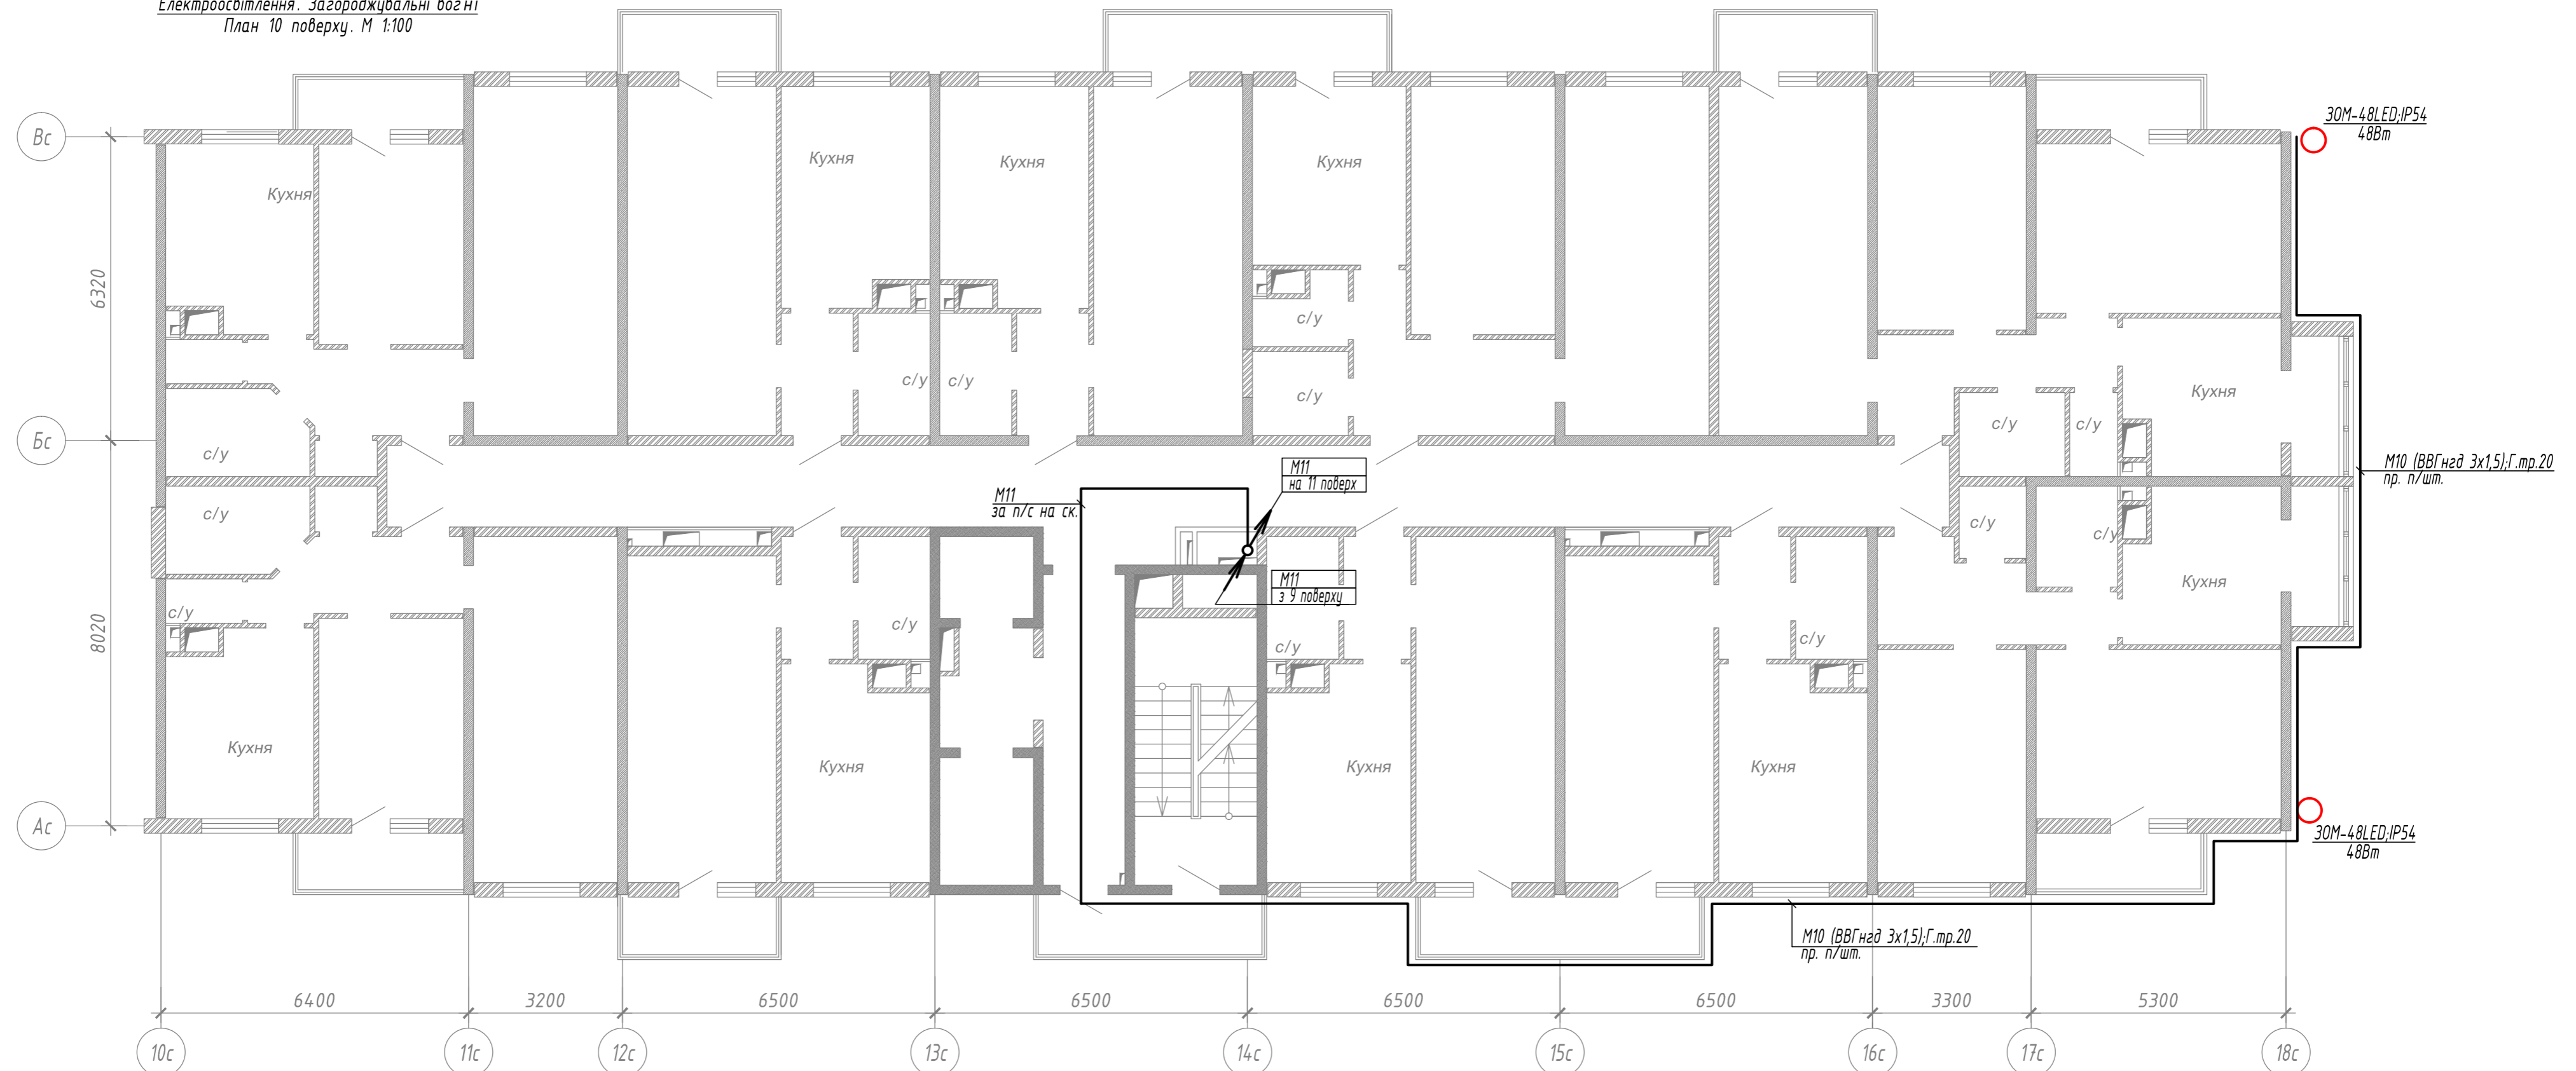 Електроосвітлення. Загороджувальні вогні
План 10 поверху. М 1:100
ЗОМ-48LED;IP54
48Вт
Вс
Кухня
Кухня
Кухня
Кухня
6320
с/у
с/у
с/у
с/у
Кухня
с/у
с/у
Бс
с/у
М11
на 11 поверх
М10 (ВВГнгд 3х1,5);Г.тр.20
пр. п/шт.
М11
за п/с на ск.
с/у
с/у
с/у
Кухня
М11
з 9 поверху
с/у
8020
с/у
с/у
с/у
Кухня
Кухня
Кухня
Кухня
Ас
ЗОМ-48LED;IP54
48Вт
М10 (ВВГнгд 3х1,5);Г.тр.20
пр. п/шт.
6400
3200
6500
6500
6500
6500
3300
5300
10с
11с
12с
13с
14с
15с
16с
17с
18с